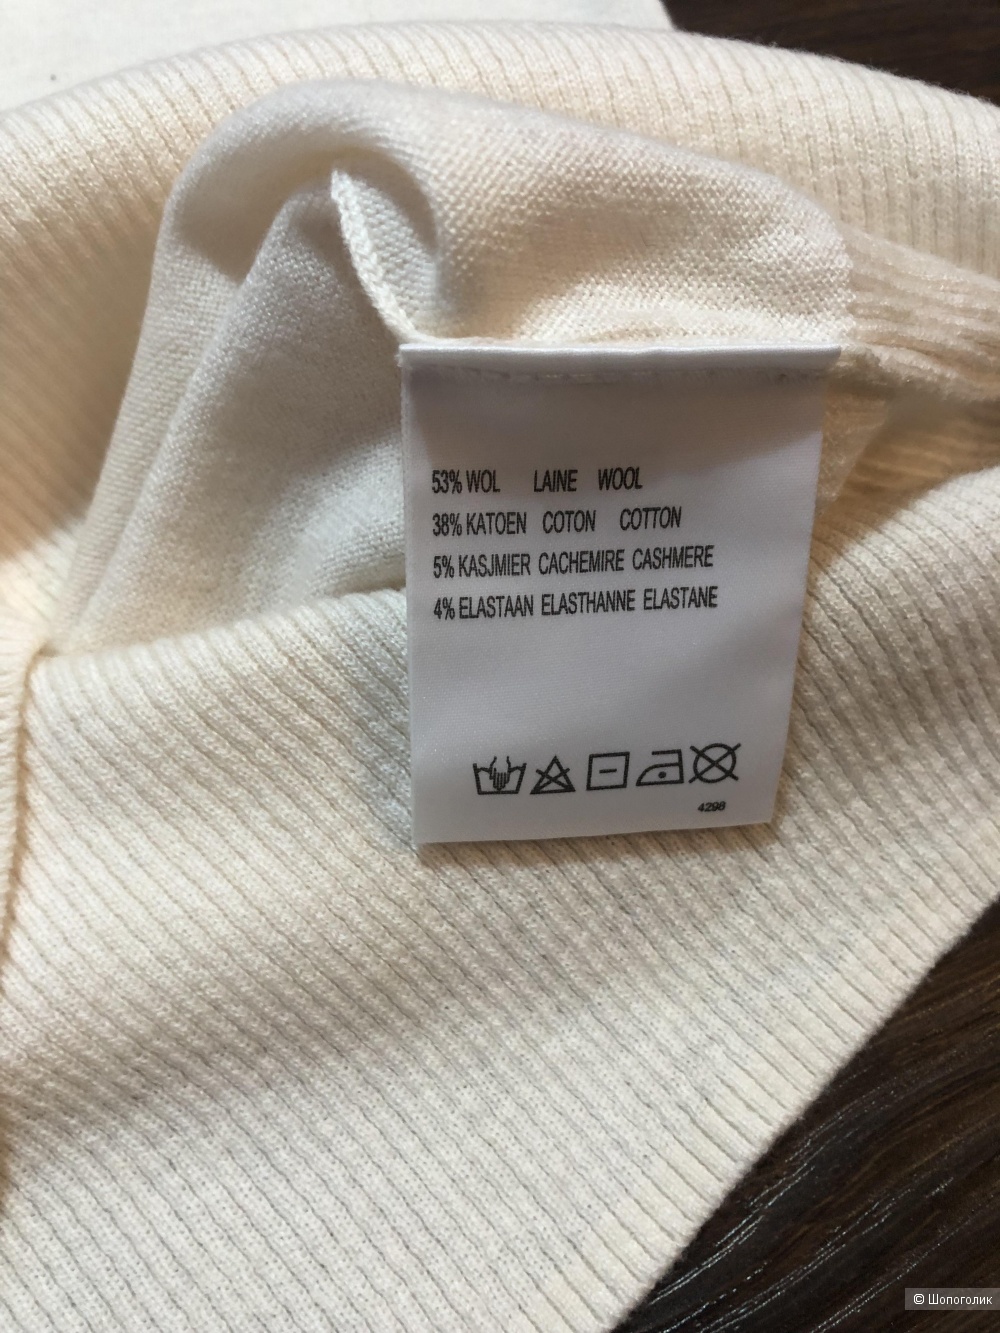 53% WOL LAINE WOOL
38% KATOEN COTON COTTON
5% KASJMIER CACHEMIRE CASHMERE
4% ELASTAAN ELASTHANNE ELASTANE
4298
© Шопоголик